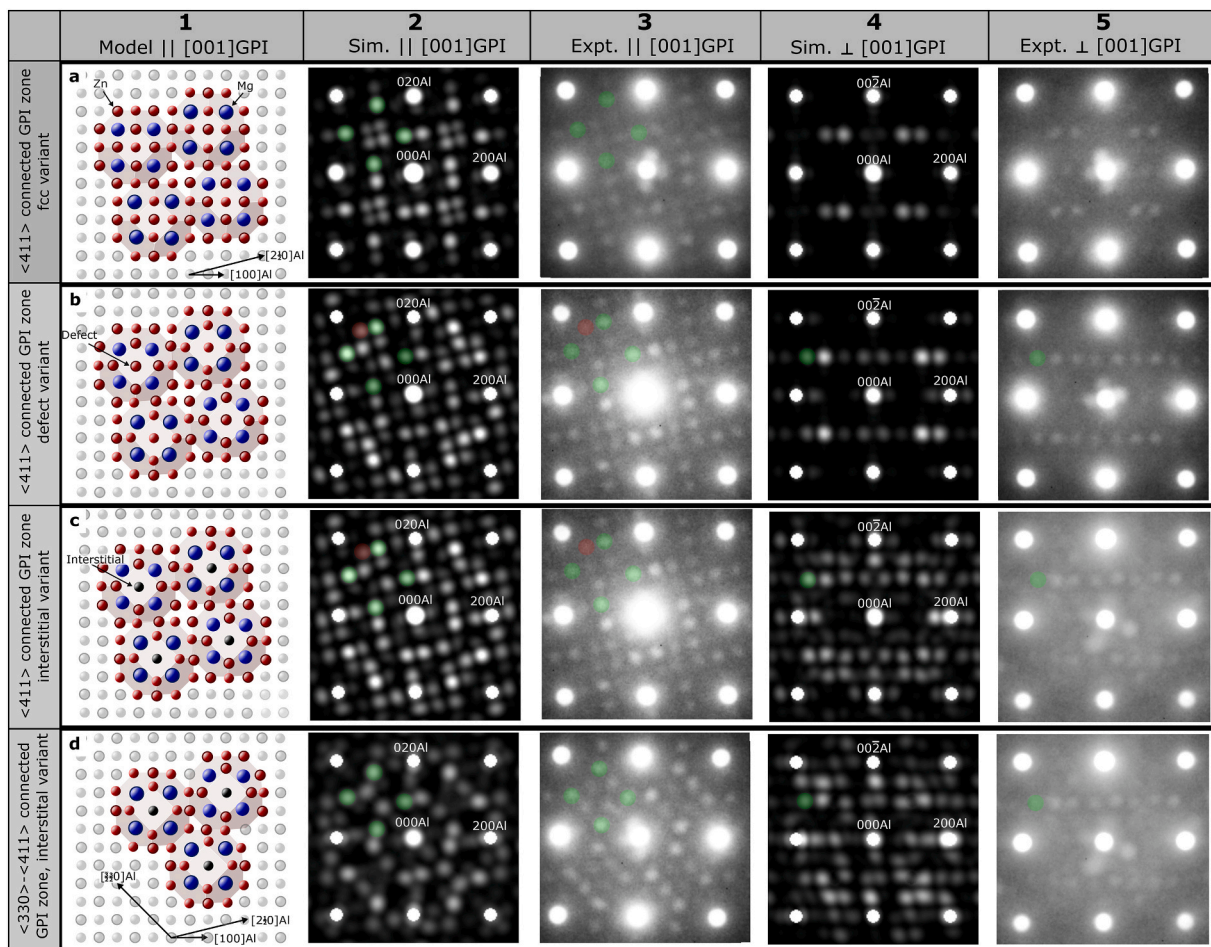 1
Model || [001]GPI
2
Sim. || [001]GPI
3
Expt. || [001]GPI
4
Sim. ⊥ [001]GPI
5
Expt. ⊥ [001]GPI
<411> connected GPI zone
fcc variant
a
Zn
Mg
[100]Al
020Al
000Al
200Al
002̅Al
000Al
200Al
<411> connected GPI zone
defect variant
b
Defect
020Al
000Al
200Al
002̅Al
000Al
200Al
<411> connected GPI zone
interstitial variant
c
Interstitial
020Al
000Al
200Al
002̅Al
000Al
200Al
<330>-<411> connected
GPI zone, interstital variant
d
[100]Al
020Al
000Al
200Al
002̅Al
000Al
200Al